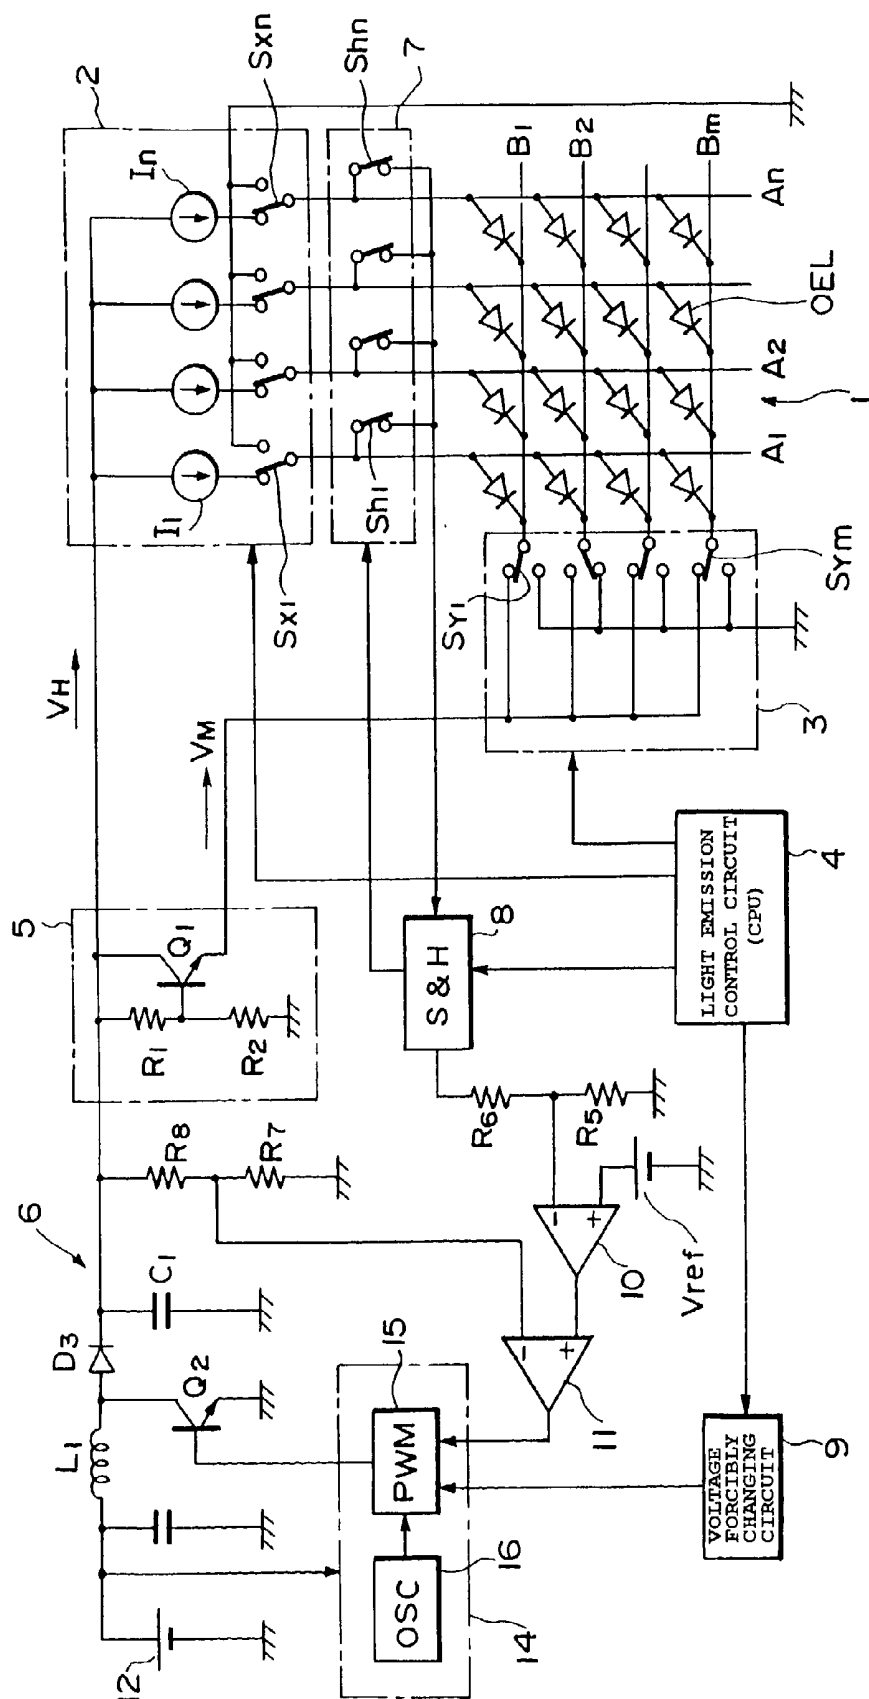 2
In
Sxn
I1
Sx1
7
Shn
Sh1
B1
B2
Bm
An
A2
A1
OEL
1
SY1
SYm
3
VH
VM
5
Q1
R1
R2
S & H
8
LIGHT EMISSION
CONTROL CIRCUIT
(CPU)
4
R6
R5
R8
R7
6
-
+
10
Vref
-
+
11
C1
D3
L1
Q2
12
PWM
15
OSC
16
14
VOLTAGE
FORCIBLY
CHANGING
CIRCUIT
9